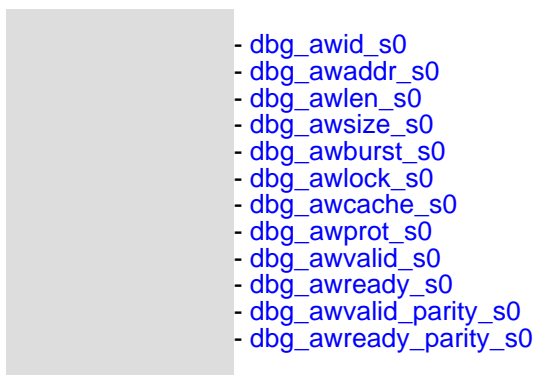 - dbg_awid_s0
- dbg_awaddr_s0
- dbg_awlen_s0
- dbg_awsize_s0
- dbg_awburst_s0
- dbg_awlock_s0
- dbg_awcache_s0
- dbg_awprot_s0
- dbg_awvalid_s0
- dbg_awready_s0
- dbg_awvalid_parity_s0
- dbg_awready_parity_s0